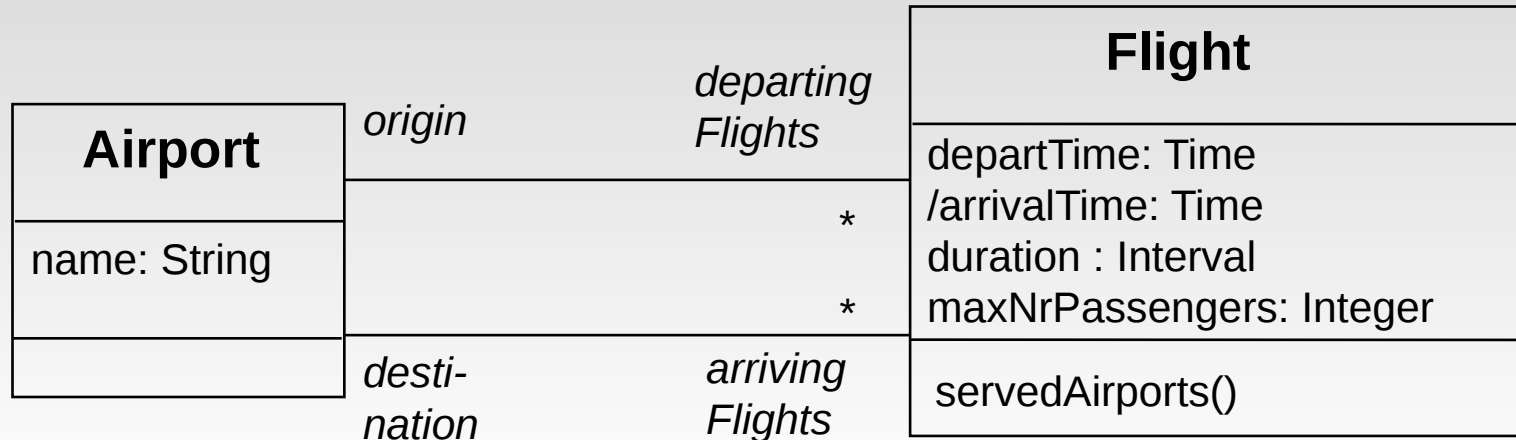 Airport
name: String
origin
departing
Flights
*
*
desti-
nation
arriving
Flights
Flight
departTime: Time
/arrivalTime: Time
duration : Interval
maxNrPassengers: Integer
servedAirports()